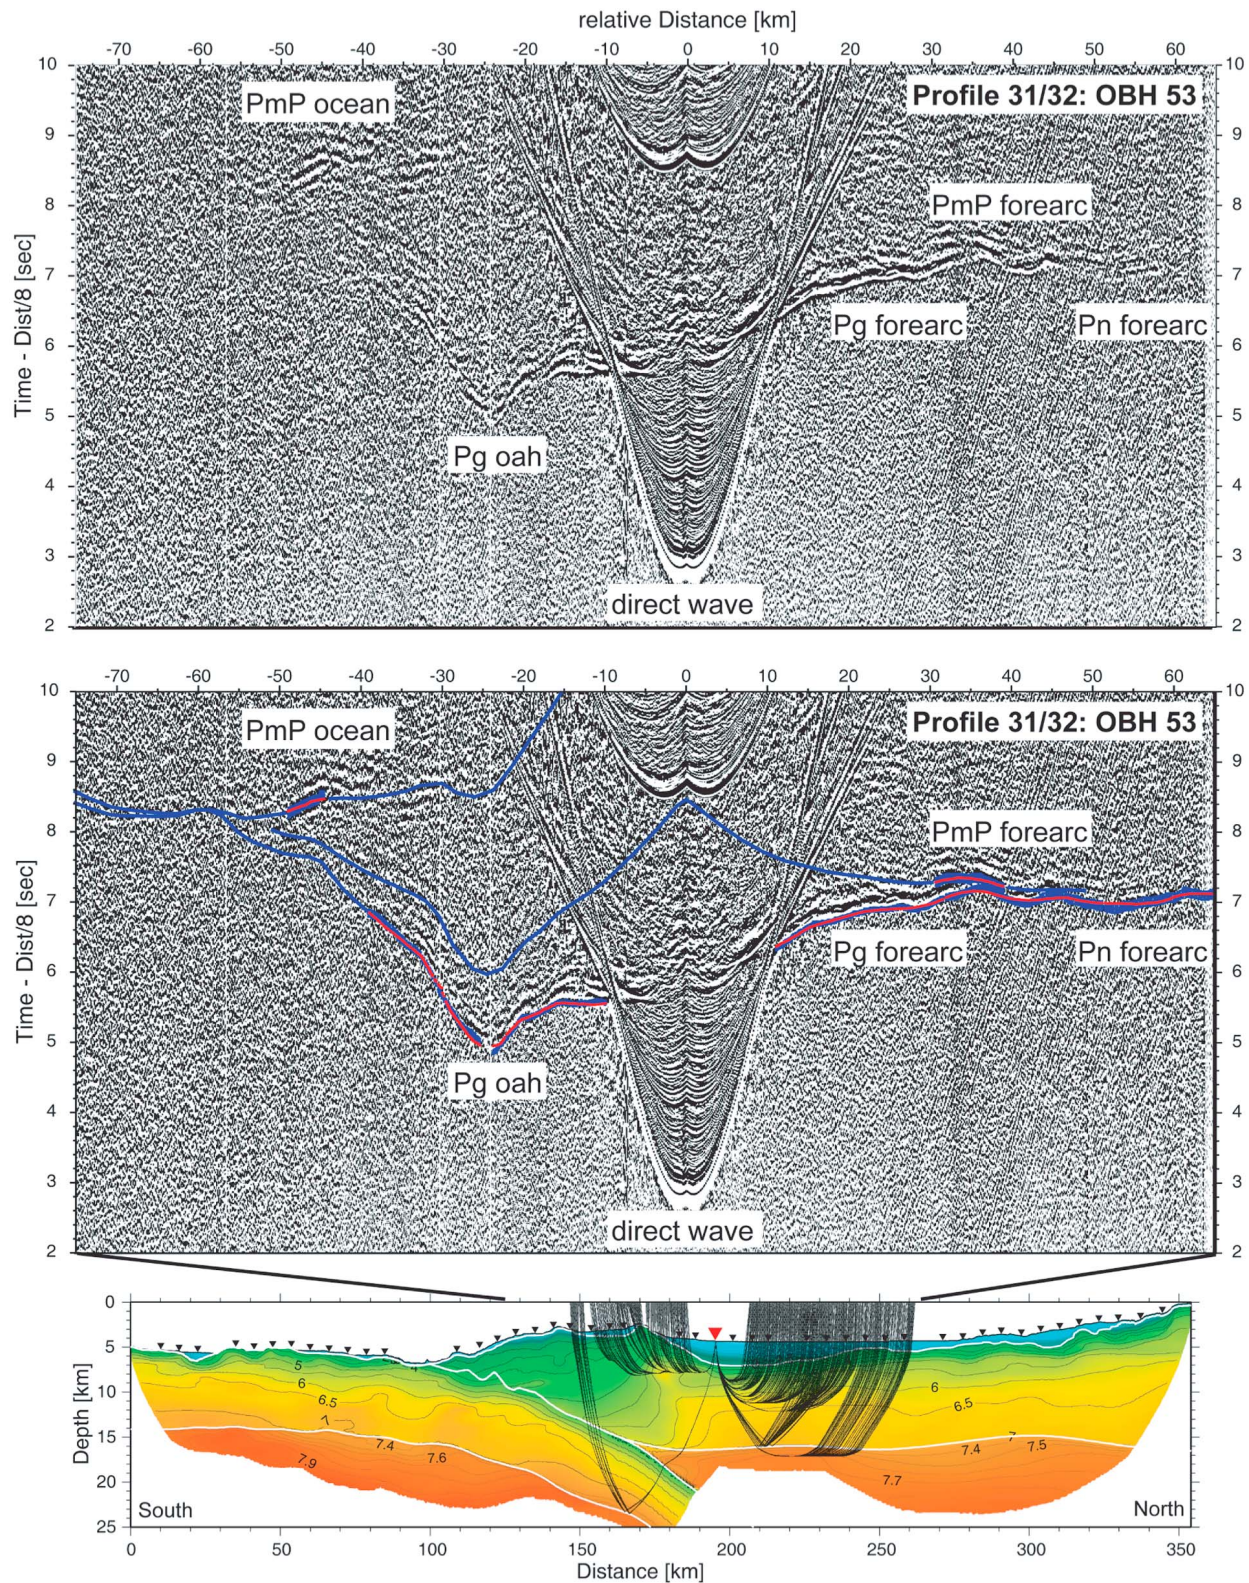 relative Distance [km]
-70 -60 -50 -40 -30 -20 -10 0 10 20 30 40 50 60
10 10
PmP ocean
Profile 31/32: OBH 53
9 9
8 8
PmP forearc
7 7
Pg forearc
Pn forearc
6 6
5 5
Pg oah
4 4
3 3
direct wave
2 2
Time - Dist/8 [sec]
-70 -60 -50 -40 -30 -20 -10 0 10 20 30 40 50 60
10 10
PmP ocean
Profile 31/32: OBH 53
9 9
8 8
PmP forearc
7 7
Pg forearc
Pn forearc
6 6
5 5
Pg oah
4 4
3 3
direct wave
2 2
Time - Dist/8 [sec]
0 0
5 5
5
6 6
6.5 6.5
10 10
7 7
15 15
7.4 7.4 7.5
7.6
7.9 7.7
20 20
South North
25 25
Depth [km]
0 50 100 150 200 250 300 350
Distance [km]